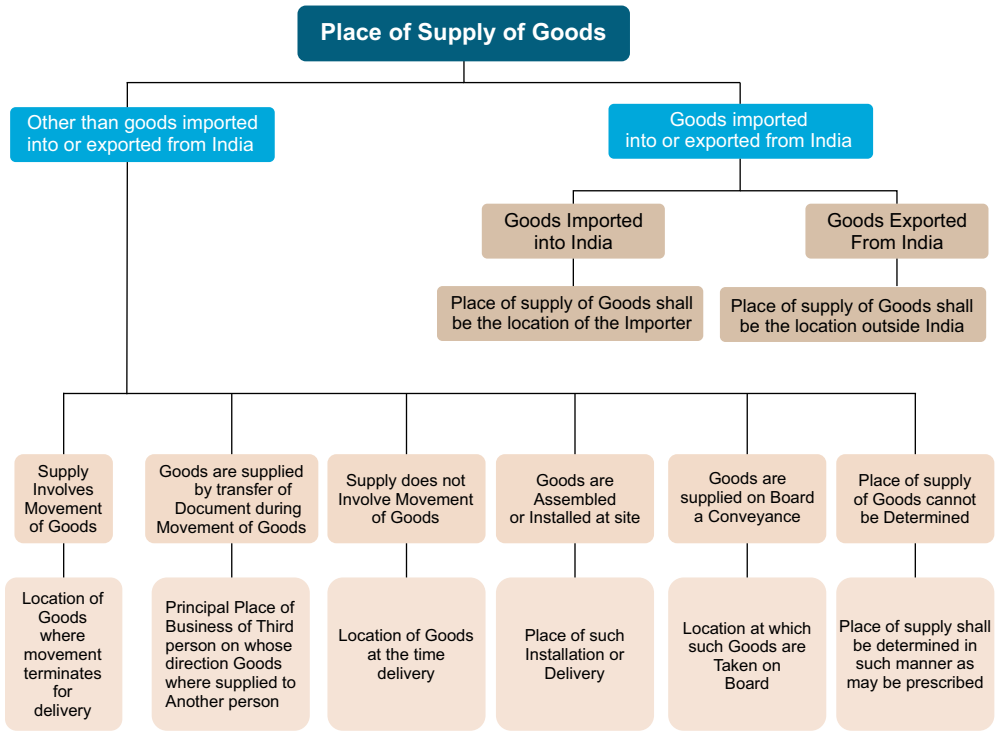 Place of Supply of Goods
Other than goods imported
into or exported from India
Goods imported
into or exported from India
Goods Imported
into India
Goods Exported
From India
Place of supply of Goods shall
be the location of the Importer
Place of supply of Goods shall
be the location outside India
Supply
Involves
Movement
of Goods
Goods are supplied
by transfer of
Document during
Movement of Goods
Supply does not
Involve Movement
of Goods
Goods are
Assembled
or Installed at site
Goods are
supplied on Board
a Conveyance
Place of supply
of Goods cannot
be Determined
Location of
Goods
where
movement
terminates
for
delivery
Principal Place of
Business of Third
person on whose
direction Goods
where supplied to
Another person
Location of Goods
at the time
delivery
Place of such
Installation or
Delivery
Location at which
such Goods are
Taken on
Board
Place of supply shall
be determined in
such manner as
may be prescribed